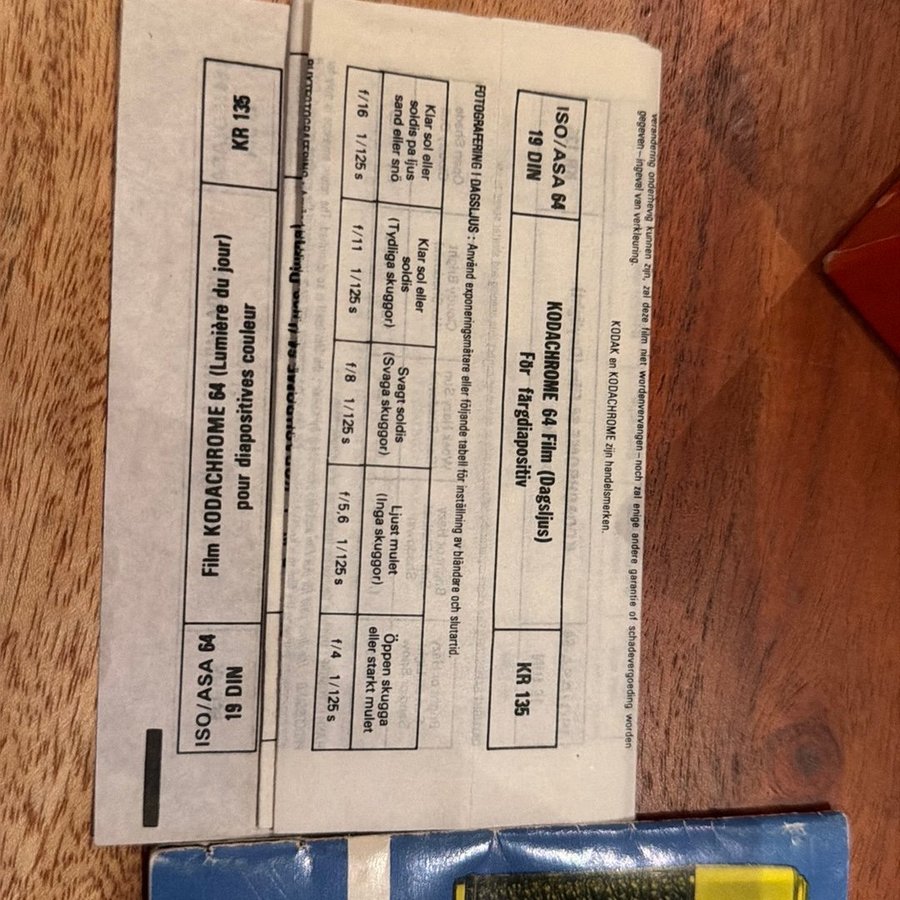 verandering onderhevig kunnen zijn, zal deze film niet wordenvervangen – noch zal enige andere garantie of schadevergoeding worden
gegeven – ingeval van verkleuring.
KODAK en KODACHROME zijn handelsmerken.
ISO/ASA 64
19 DIN
KODACHROME 64 Film (Dagsljus)
För färgdiapositiv
KR 135
FOTOGRAFERING I DAGSLJUS : Använd exponeringsmätare eller följande tabell för inställning av bländare och slutartid.
Klar sol eller
soldis pa ljus
sand eller snö
Klar sol eller
soldis
(Tydliga skuggor)
Svagt soldis
(Svaga skuggor)
Ljust mulet
(Inga skuggor)
Öppen skugga
eller starkt mulet
f/16 1/125 s
f/11 1/125 s
f/8 1/125 s
f/5,6 1/125 s
f/4 1/125 s
ISO/ASA 64
19 DIN
Film KODACHROME 64 (Lumière du jour)
pour diapositives couleur
KR 135